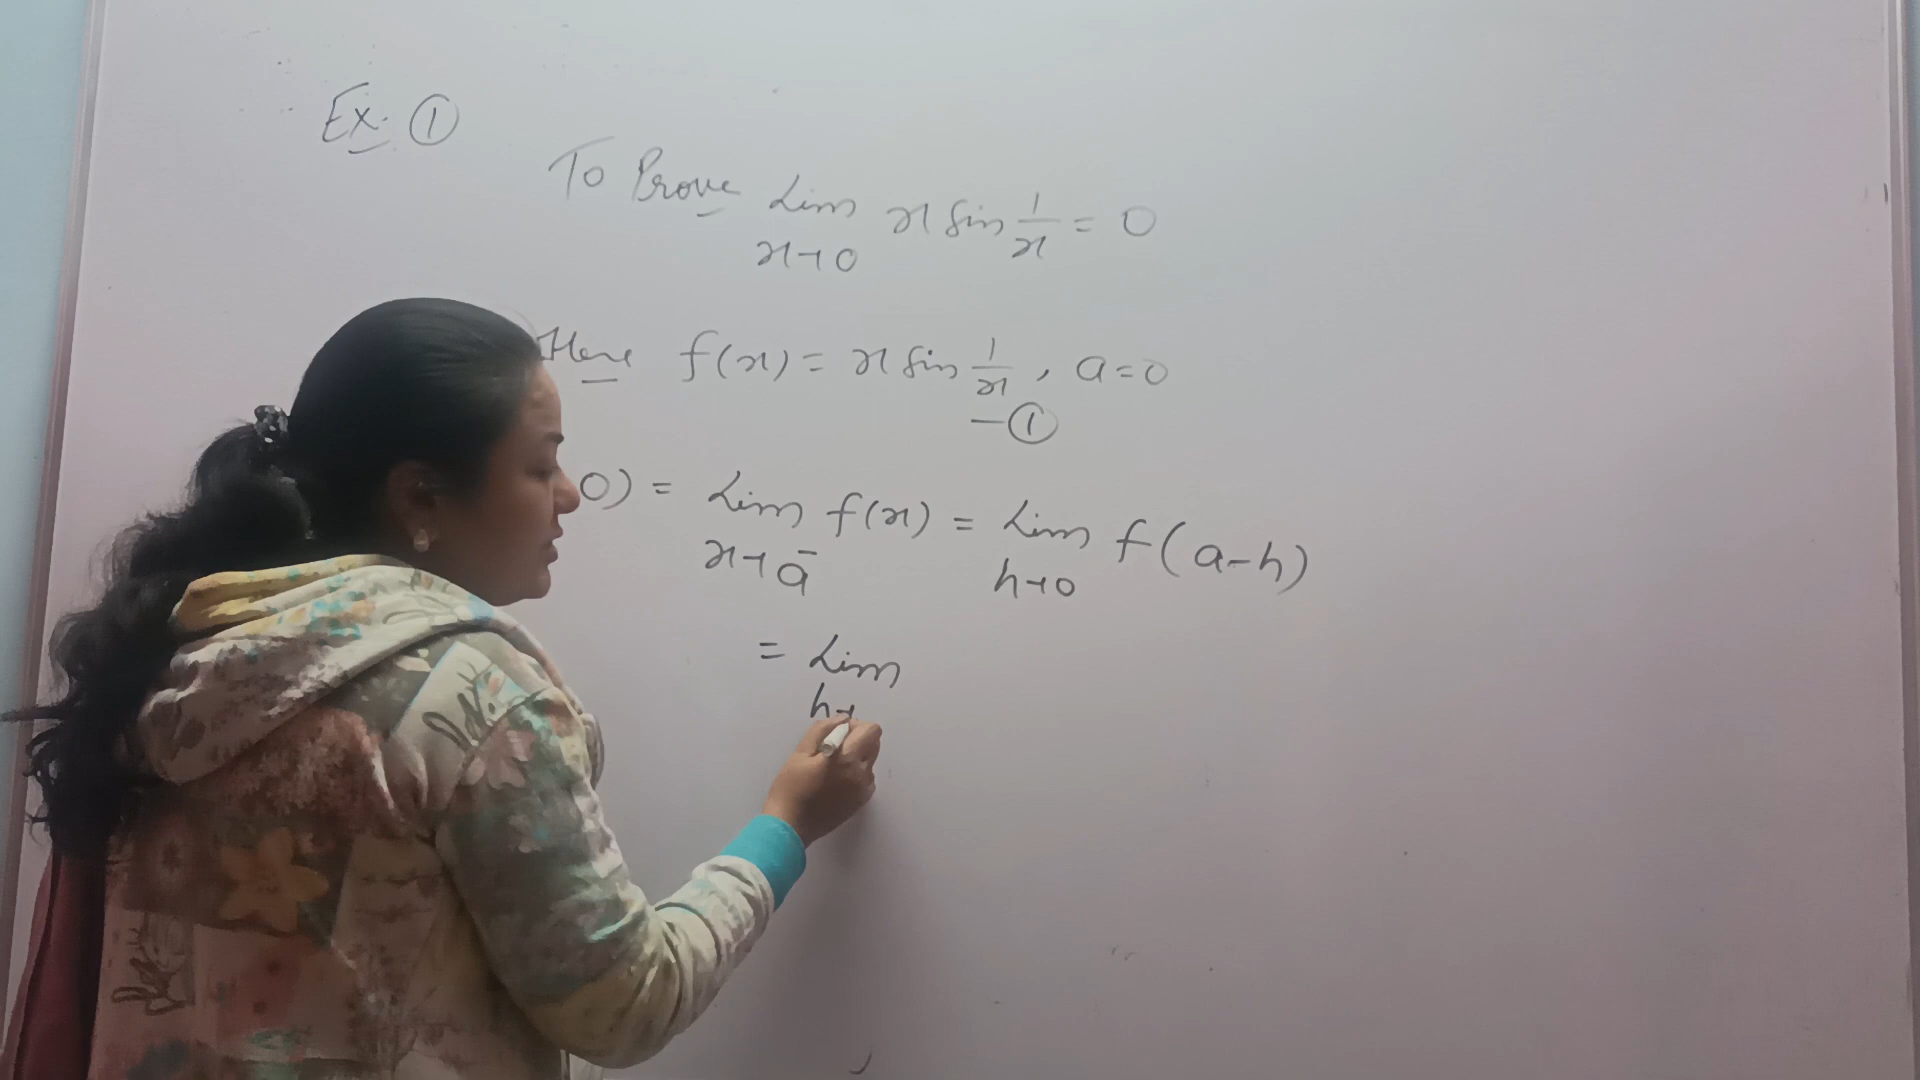 Ex. ①
To Prove Lim x→0 x sin 1/x = 0
Here f(x) = x sin 1/x , a=0
—①
0) = Lim x→a⁻ f(x) = Lim h→0 f(a-h)
= Lim h→